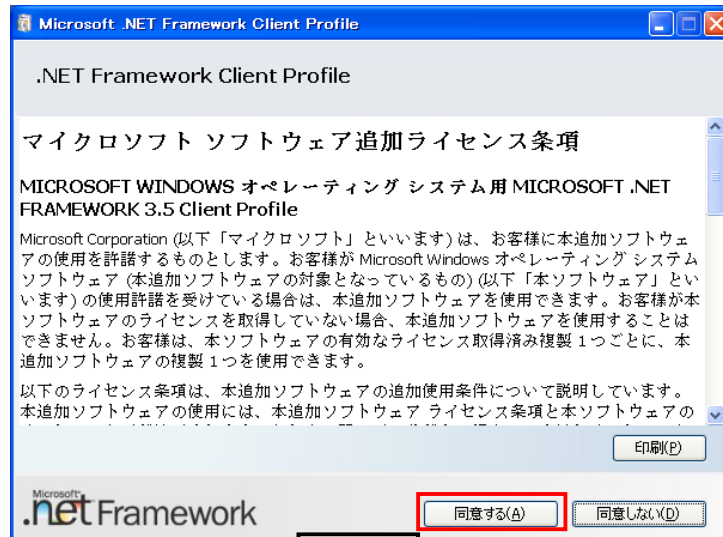 Microsoft .NET Framework Client Profile
.NET Framework Client Profile
マイクロソフト ソフトウェア追加ライセンス条項
MICROSOFT WINDOWS オペレーティング システム用 MICROSOFT .NET
FRAMEWORK 3.5 Client Profile
Microsoft Corporation (以下「マイクロソフト」といいます) は、お客様に本追加ソフトウェ
アの使用を許諾するものとします。お客様が Microsoft Windows オペレーティング システム
ソフトウェア (本追加ソフトウェアの対象となっているもの) (以下「本ソフトウェア」とい
います) の使用許諾を受けている場合は、本追加ソフトウェアを使用できます。お客様が本
ソフトウェアのライセンスを取得していない場合、本追加ソフトウェアを使用することは
できません。お客様は、本ソフトウェアの有効なライセンス取得済み複製 1 つごとに、本
追加ソフトウェアの複製 1 つを使用できます。
以下のライセンス条項は、本追加ソフトウェアの追加使用条件について説明しています。
本追加ソフトウェアの使用には、本追加ソフトウェア ライセンス条項と本ソフトウェアの
印刷(P)
Microsoft
.net Framework
同意する(A)
同意しない(D)